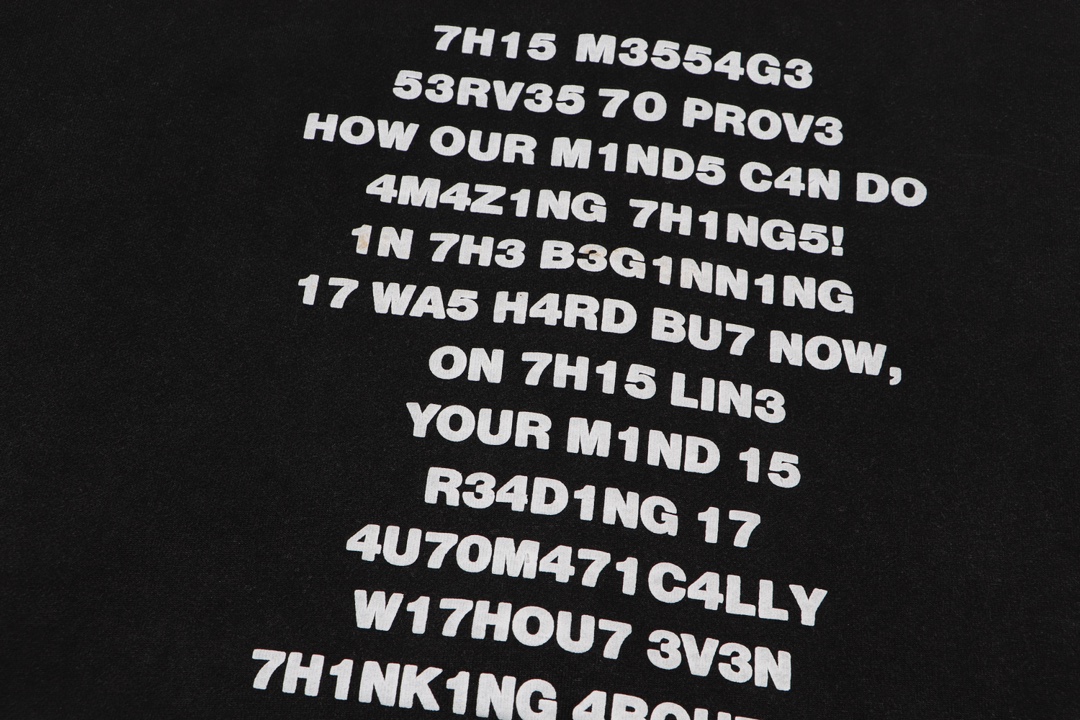 7H15 M3554G3
53RV35 7O PROV3
HOW OUR M1ND5 C4N DO
4M4Z1NG 7H1NG5!
1N 7H3 B3G1NN1NG
17 WA5 H4RD BU7 NOW,
ON 7H15 LIN3
YOUR M1ND 15
R34D1NG 17
4U70M471C4LLY
W17HOU7 3V3N
7H1NK1NG